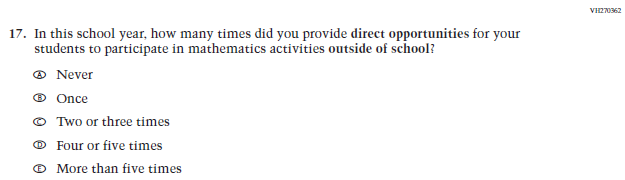 VH270362
17. In this school year, how many times did you provide direct opportunities for your
students to participate in mathematics activities outside of school?
Ⓐ Never
Ⓑ Once
Ⓒ Two or three times
Ⓓ Four or five times
Ⓔ More than five times